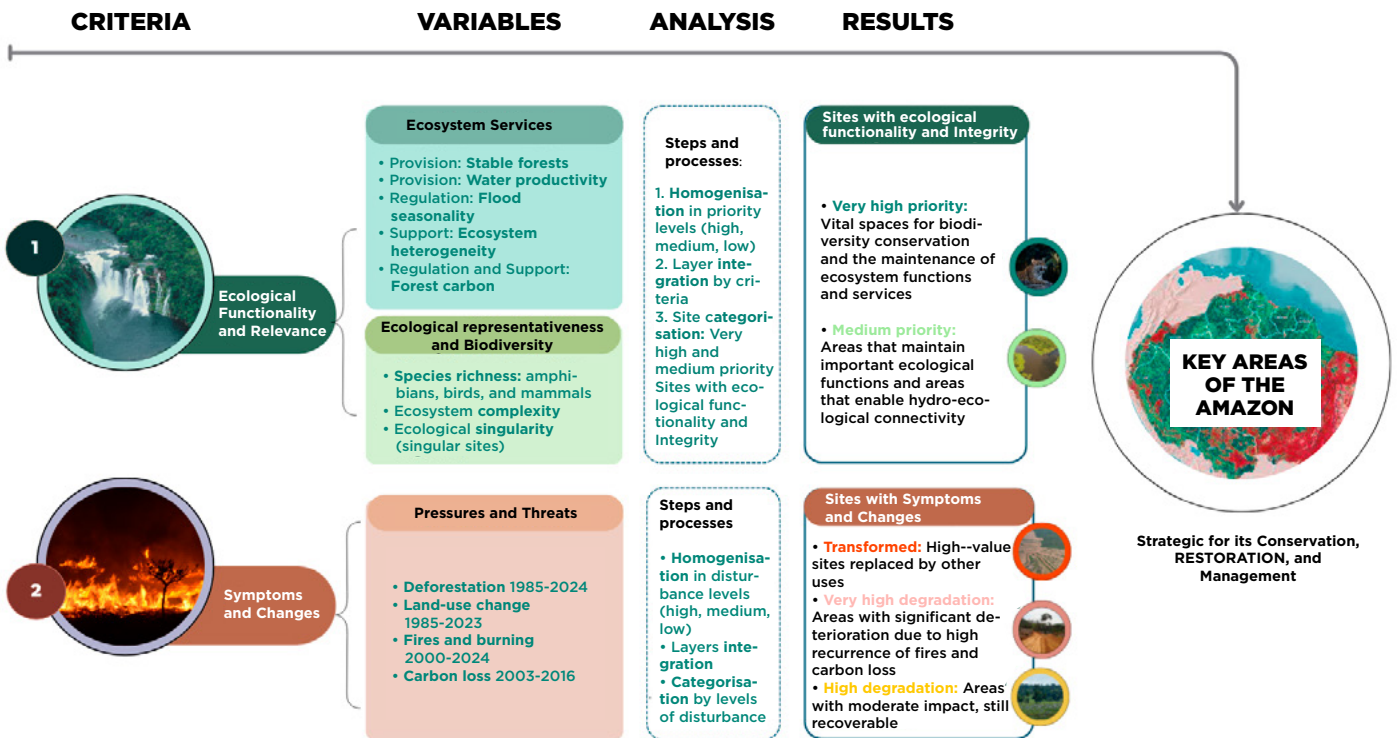 CRITERIA
VARIABLES
ANALYSIS
RESULTS
1
Ecological
Functionality
and Relevance
Ecosystem Services
• Provision: Stable forests
• Provision: Water productivity
• Regulation: Flood
seasonality
• Support: Ecosystem
heterogeneity
• Regulation and Support:
Forest carbon
Ecological representativeness
and Biodiversity
• Species richness: amphi-
bians, birds, and mammals
• Ecosystem complexity
• Ecological singularity
(singular sites)
Steps and
processes:
1. Homogenisa-
tion in priority
levels (high,
medium, low)
2. Layer inte-
gration by cri-
teria
3. Site categori-
sation: Very
high and
medium priority
Sites with eco-
logical func-
tionality and
Integrity
Sites with ecological
functionality and Integrity
• Very high priority:
Vital spaces for biodi-
versity conservation
and the maintenance of
ecosystem functions
and services
• Medium priority:
Areas that maintain
important ecological
functions and areas
that enable hydro-eco-
logical connectivity
KEY AREAS
OF THE
AMAZON
Strategic for its Conservation,
RESTORATION, and
Management
2
Symptoms
and Changes
Pressures and Threats
• Deforestation 1985-2024
• Land-use change
1985-2023
• Fires and burning
2000-2024
• Carbon loss 2003-2016
Steps and
processes
• Homogenisa-
tion in distur-
bance levels
(high, medium,
low)
• Layers inte-
gration
• Categorisa-
tion by levels
of disturbance
Sites with Symptoms
and Changes
• Transformed: High--value
sites replaced by other
uses
• Very high degradation:
Areas with significant de-
terioration due to high
recurrence of fires and
carbon loss
• High degradation: Areas
with moderate impact, still
recoverable